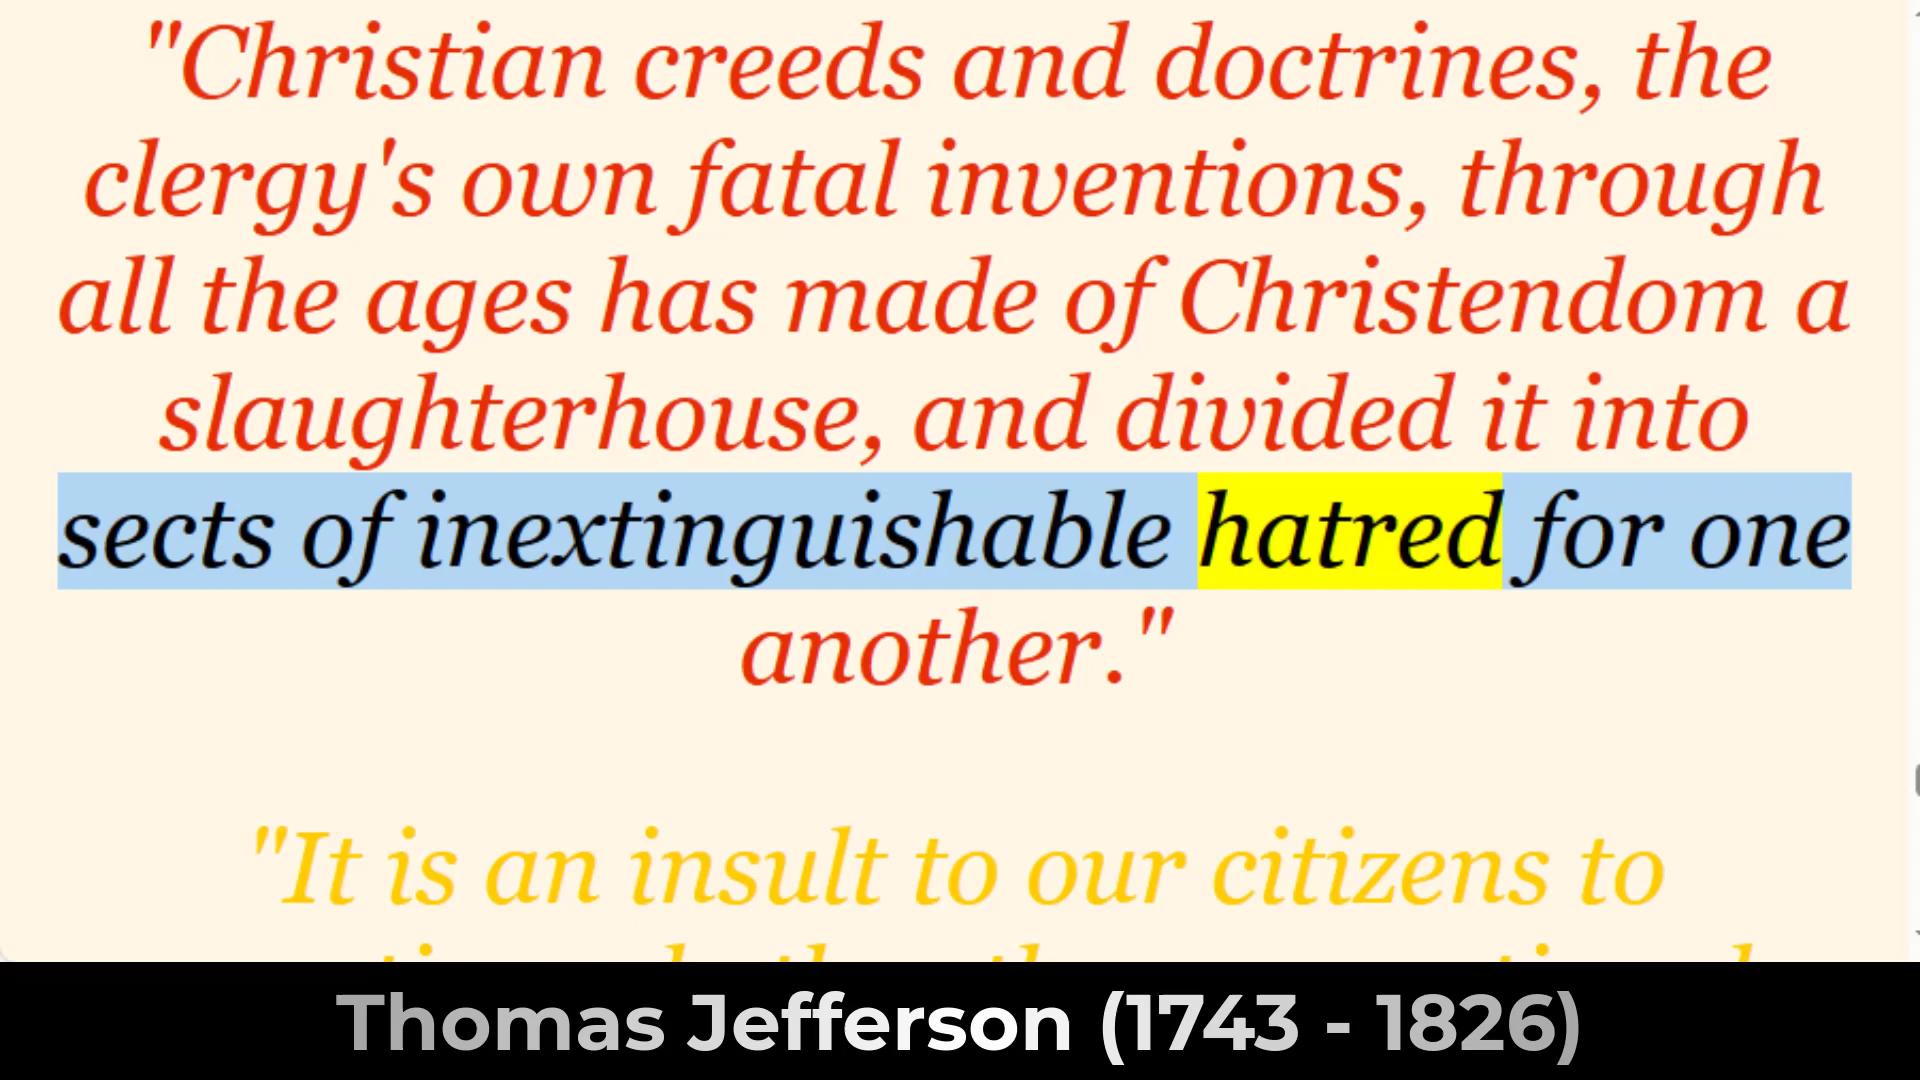 "Christian creeds and doctrines, the
clergy's own fatal inventions, through
all the ages has made of Christendom a
slaughterhouse, and divided it into
sects of inextinguishable hatred for one
another."
"It is an insult to our citizens to
Thomas Jefferson (1743 - 1826)